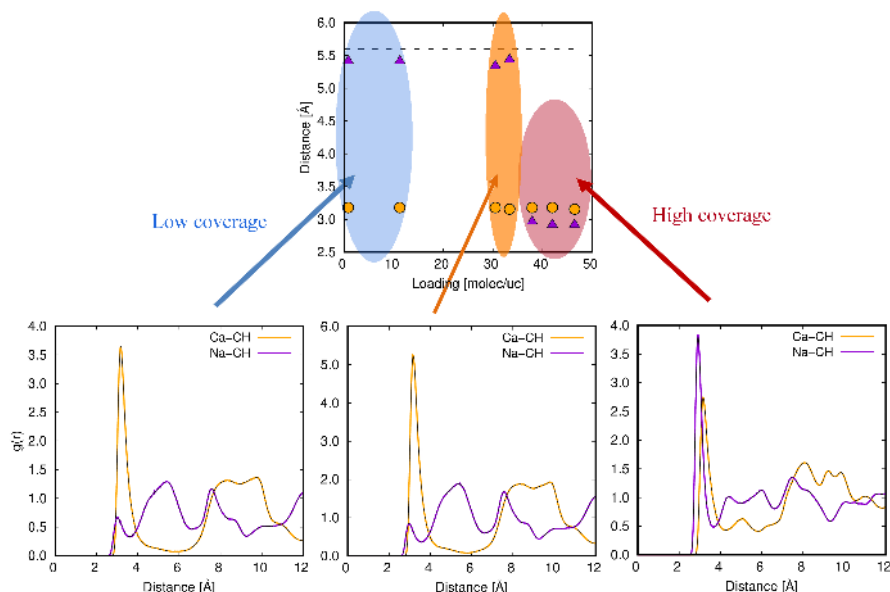 6.0
5.5
5.0
4.5
4.0
3.5
3.0
2.5
Distance [Å]
0 10 20 30 40 50
Loading [molec/uc]
Low coverage
High coverage
4.0
3.5
3.0
2.5
2.0
1.5
1.0
0.5
0.0
g(r)
Ca-CH
Na-CH
0 2 4 6 8 10 12
Distance [Å]
6.0
5.0
4.0
3.0
2.0
1.0
0.0
Ca-CH
Na-CH
0 2 4 6 8 10 12
Distance [Å]
4.0
3.5
3.0
2.5
2.0
1.5
1.0
0.5
0.0
Ca-CH
Na-CH
0 2 4 6 8 10 12
Distance [Å]